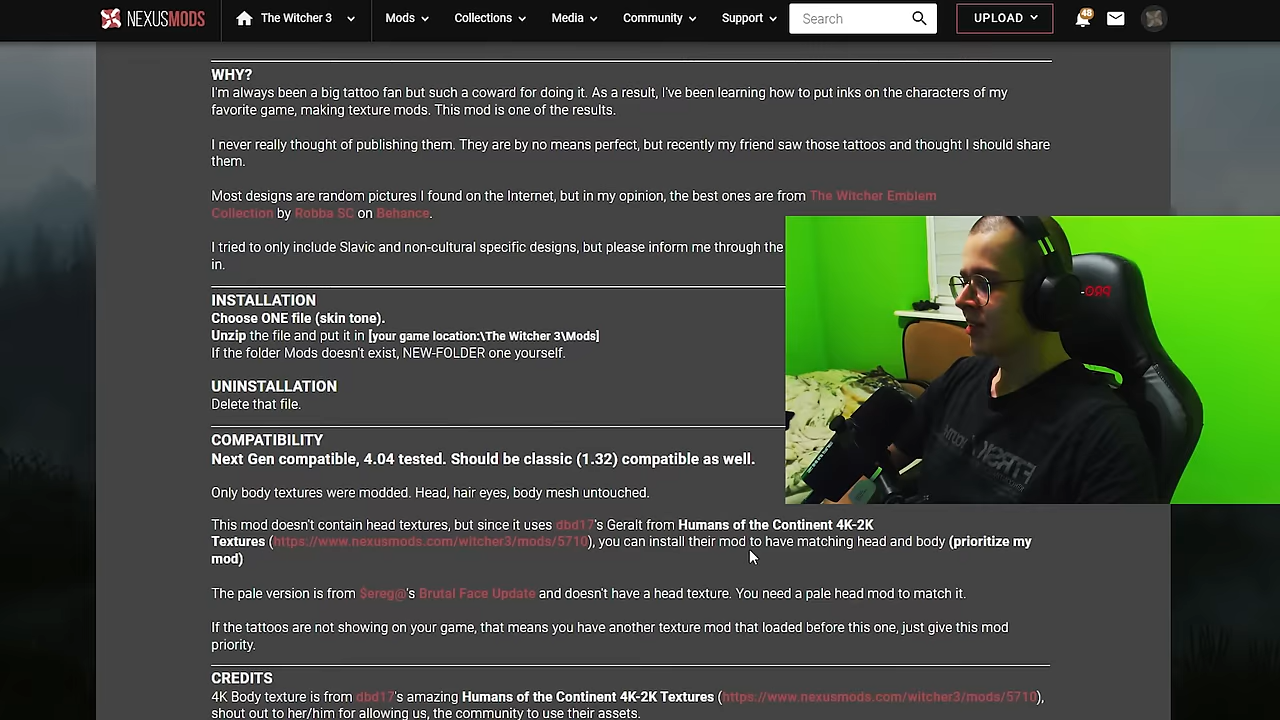 NEXUSMODS The Witcher 3 Mods Collections Media Community Support Search UPLOAD 48
WHY?
I'm always been a big tattoo fan but such a coward for doing it. As a result, I've been learning how to put inks on the characters of my
favorite game, making texture mods. This mod is one of the results.
I never really thought of publishing them. They are by no means perfect, but recently my friend saw those tattoos and thought I should share
them.
Most designs are random pictures I found on the Internet, but in my opinion, the best ones are from The Witcher Emblem
Collection by Robba SC on Behance.
I tried to only include Slavic and non-cultural specific designs, but please inform me through the
in.
INSTALLATION
Choose ONE file (skin tone).
Unzip the file and put it in [your game location:\The Witcher 3\Mods]
If the folder Mods doesn't exist, NEW-FOLDER one yourself.
UNINSTALLATION
Delete that file.
COMPATIBILITY
Next Gen compatible, 4.04 tested. Should be classic (1.32) compatible as well.
Only body textures were modded. Head, hair eyes, body mesh untouched.
This mod doesn't contain head textures, but since it uses dbd17's Geralt from Humans of the Continent 4K-2K
Textures (https://www.nexusmods.com/witcher3/mods/5710), you can install their mod to have matching head and body (prioritize my
mod)
The pale version is from $ereg@'s Brutal Face Update and doesn't have a head texture. You need a pale head mod to match it.
If the tattoos are not showing on your game, that means you have another texture mod that loaded before this one, just give this mod
priority.
CREDITS
4K Body texture is from dbd17's amazing Humans of the Continent 4K-2K Textures (https://www.nexusmods.com/witcher3/mods/5710),
shout out to her/him for allowing us, the community to use their assets.